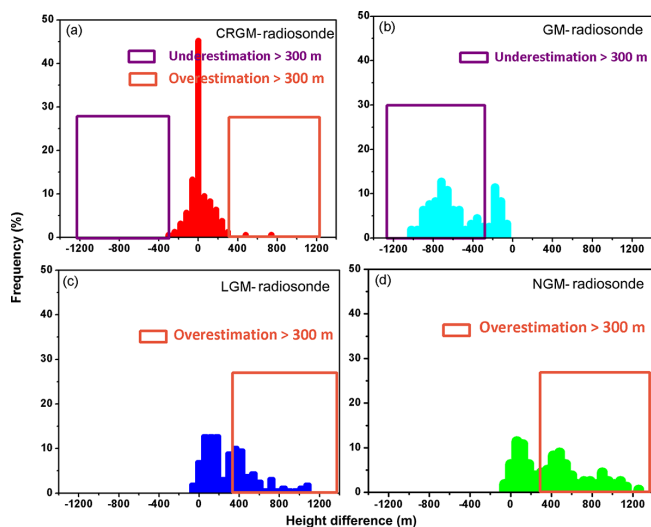 (a)
CRGM-radiosonde
Underestimation > 300 m
Overestimation > 300 m
50
40
30
20
10
0
-1200 -800 -400 0 400 800 1200
(b)
GM-radiosonde
Underestimation > 300 m
50
40
30
20
10
0
-1200 -800 -400 0 400 800 1200
Frequency (%)
(c)
LGM-radiosonde
Overestimation > 300 m
50
40
30
20
10
0
-1200 -800 -400 0 400 800 1200
(d)
NGM-radiosonde
Overestimation > 300 m
50
40
30
20
10
0
-1200 -800 -400 0 400 800 1200
Height difference (m)